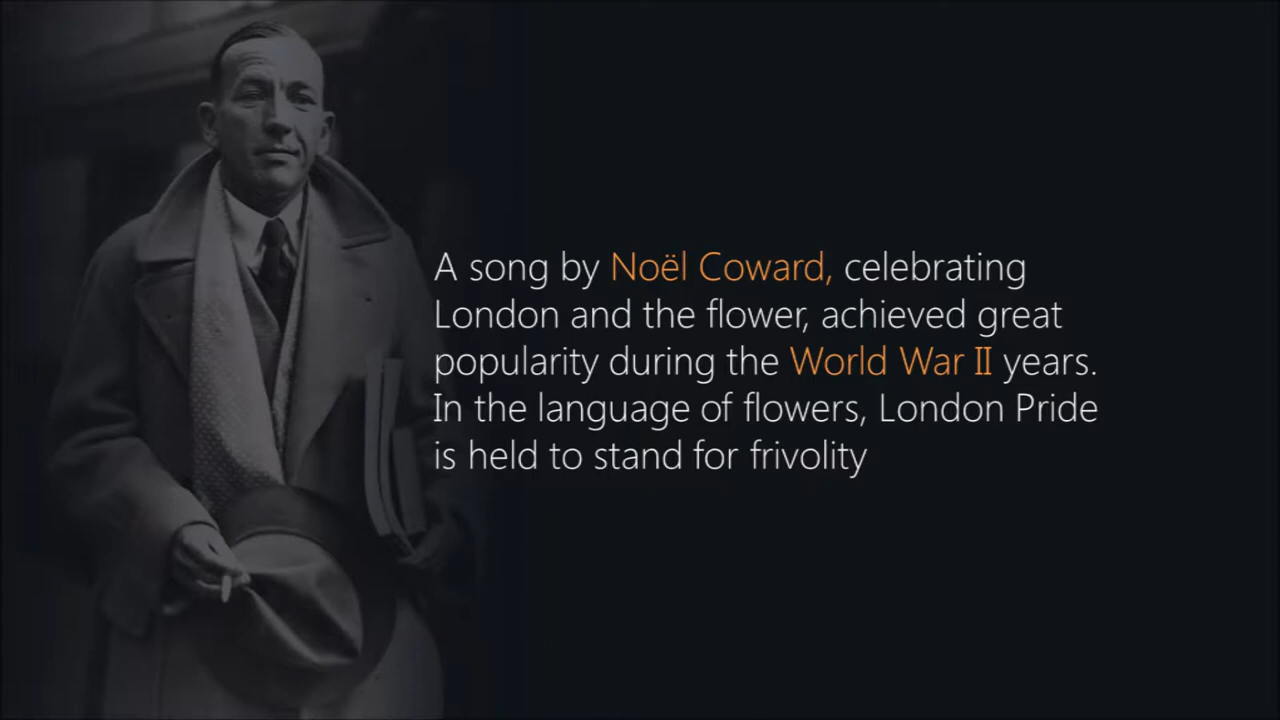 A song by Noël Coward, celebrating
London and the flower, achieved great
popularity during the World War II years.
In the language of flowers, London Pride
is held to stand for frivolity